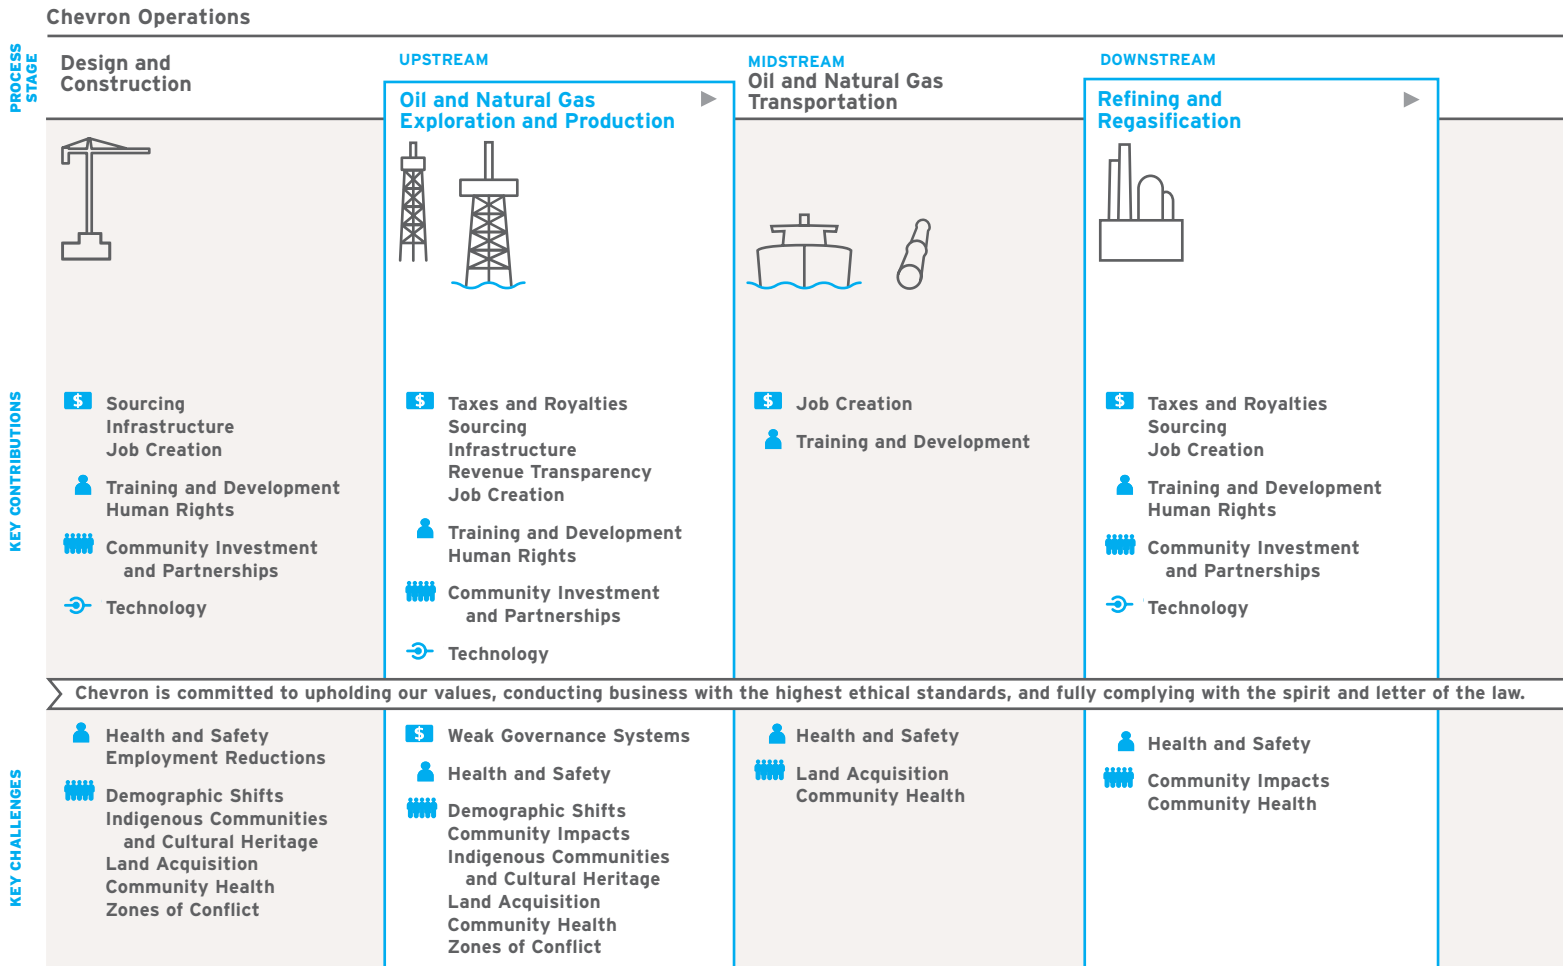 Chevron Operations
PROCESS
STAGE
Design and
Construction
UPSTREAM
Oil and Natural Gas
Exploration and Production
MIDSTREAM
Oil and Natural Gas
Transportation
DOWNSTREAM
Refining and
Regasification
KEY CONTRIBUTIONS
$
Sourcing
Infrastructure
Job Creation
Training and Development
Human Rights
Community Investment
and Partnerships
Technology
$
Taxes and Royalties
Sourcing
Infrastructure
Revenue Transparency
Job Creation
Training and Development
Human Rights
Community Investment
and Partnerships
Technology
$
Job Creation
Training and Development
$
Taxes and Royalties
Sourcing
Job Creation
Training and Development
Human Rights
Community Investment
and Partnerships
Technology
Chevron is committed to upholding our values, conducting business with the highest ethical standards, and fully complying with the spirit and letter of the law.
KEY CHALLENGES
Health and Safety
Employment Reductions
Demographic Shifts
Indigenous Communities
and Cultural Heritage
Land Acquisition
Community Health
Zones of Conflict
$
Weak Governance Systems
Health and Safety
Demographic Shifts
Community Impacts
Indigenous Communities
and Cultural Heritage
Land Acquisition
Community Health
Zones of Conflict
Health and Safety
Land Acquisition
Community Health
Health and Safety
Community Impacts
Community Health